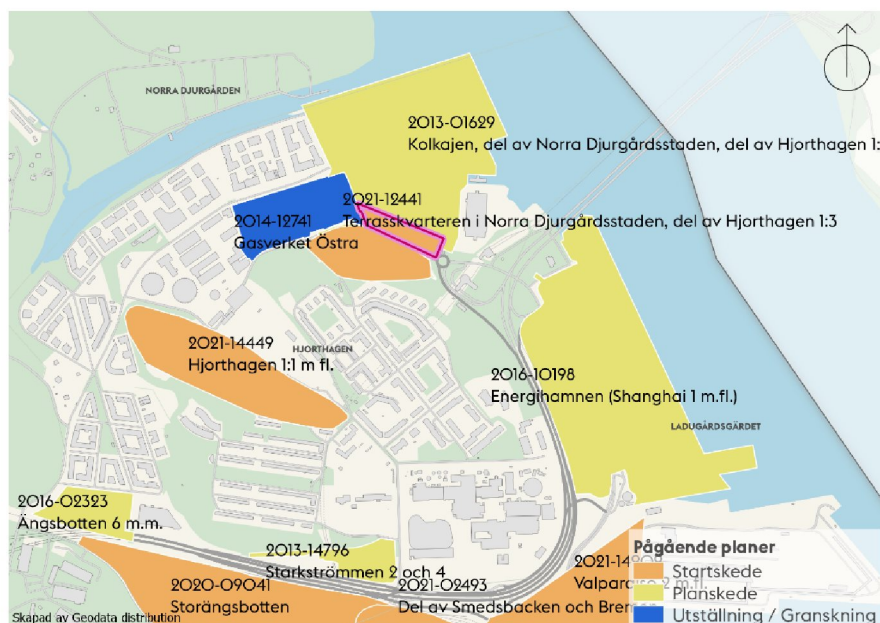 NORRA DJURGÅRDEN
2013-01629
Kolkajen, del av Norra Djurgårdsstaden, del av Hjorthagen 1:
2021-12441
Terrasskvarteren i Norra Djurgårdsstaden, del av Hjorthagen 1:3
2014-12741
Gasverket Östra
2021-14449
Hjorthagen 1:1 m fl.
HJORTHAGEN
2016-10198
Energihamnen (Shanghai 1 m.fl.)
LADUGÅRDSGÄRDET
2016-02323
Ängsbotten 6 m.m.
2013-14796
Starkströmmen 2 och 4
2020-09041
Storängsbotten
2021-02493
Del av Smedsbacken och
Valparaiso 2 m.fl.
Pågående planer
Startskede
Planskede
Utställning / Granskning
Skapad av Geodata distribution